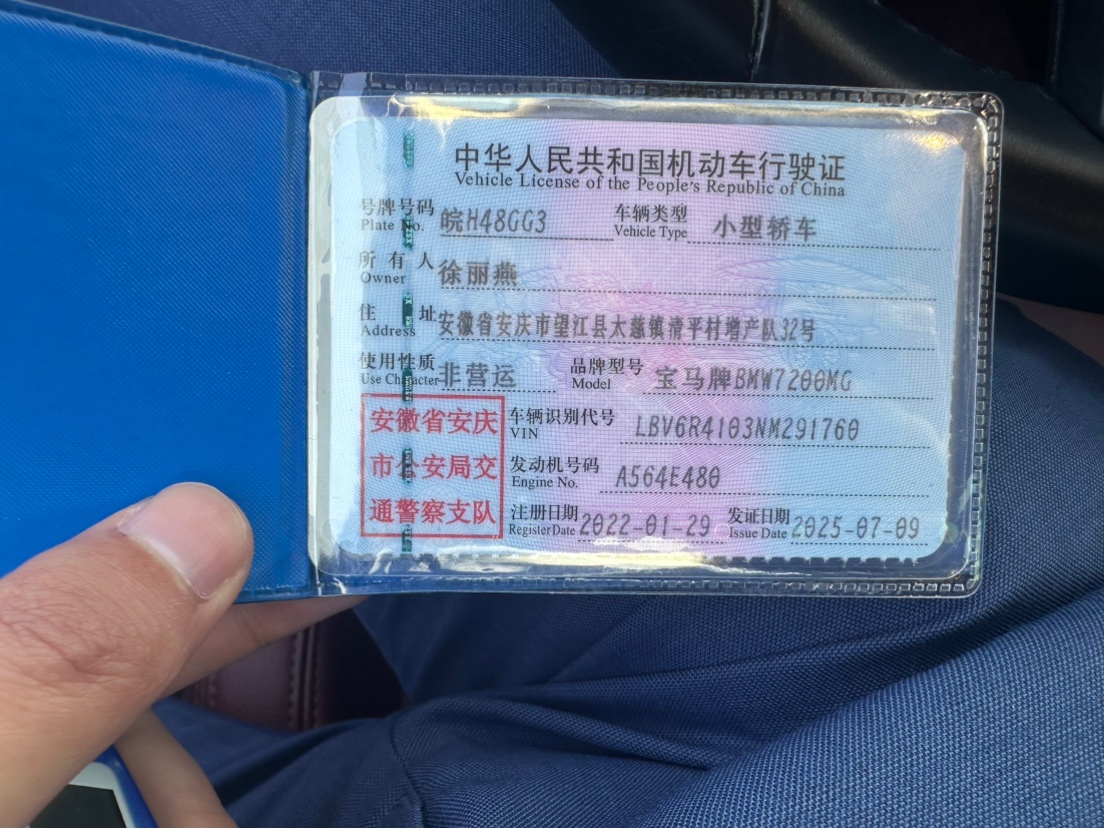 中华人民共和国机动车行驶证
Vehicle License of the People's Republic of China
号牌号码 皖H48GG3 车辆类型 小型轿车
Plate No. Vehicle Type
所有人 徐丽燕
Owner
住址 安徽省安庆市望江县太慈镇清平村增产队32号
Address
使用性质 非营运 品牌型号 宝马牌BMW7200MG
Use Character Model
安徽省安庆
市公安局交
通警察支队
车辆识别代号 LBV6R4103NM291760
VIN
发动机号码 A564E480
Engine No.
注册日期 2022-01-29 发证日期 2025-07-09
Register Date Issue Date